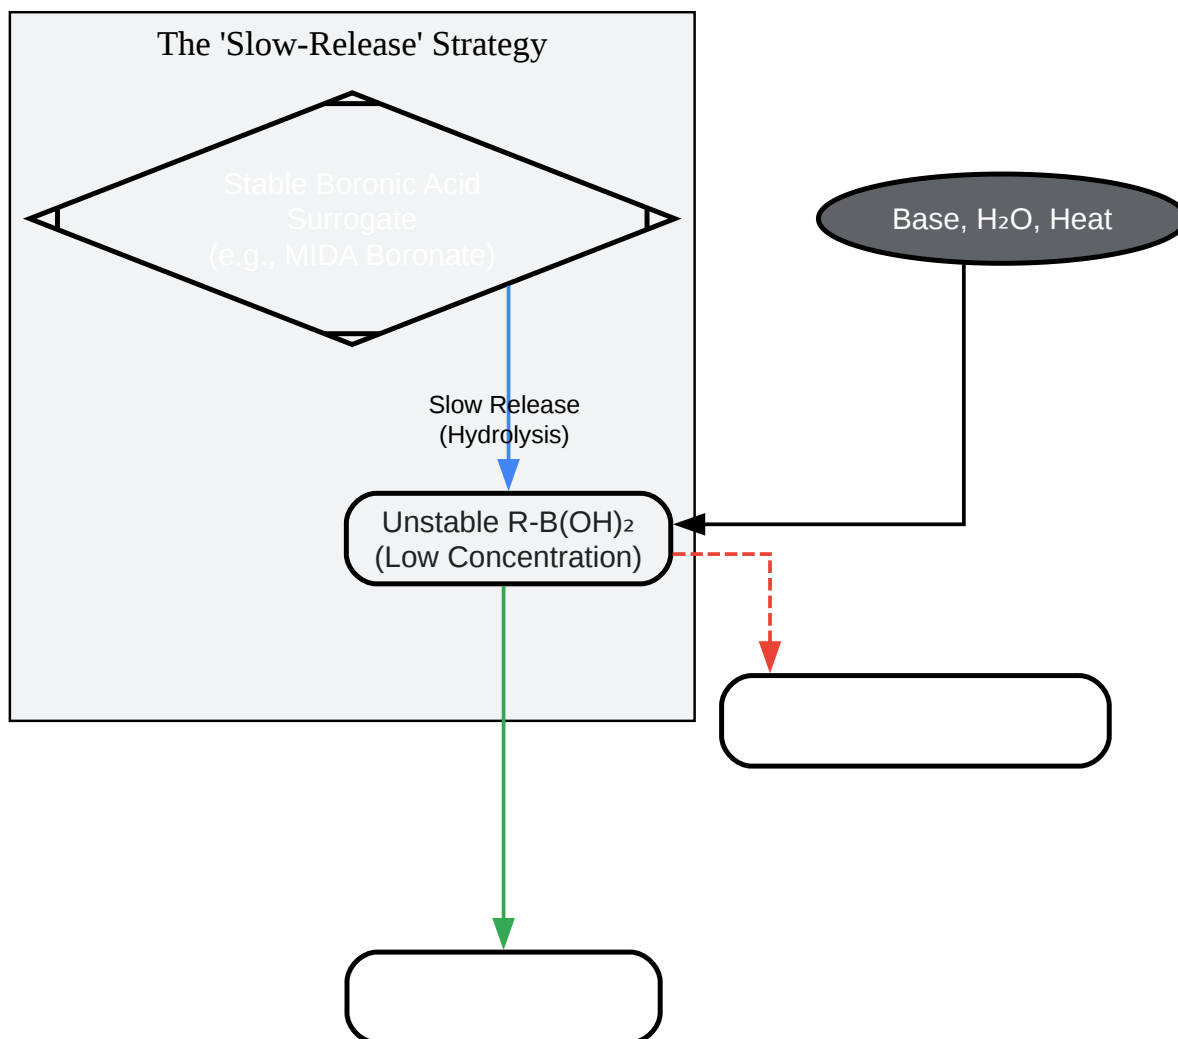 The 'Slow-Release' Strategy
Stable Boronic Acid
Surrogate
(e.g., MIDA Boronate)
Base, H₂O, Heat
Slow Release
(Hydrolysis)
Unstable R-B(OH)₂
(Low Concentration)